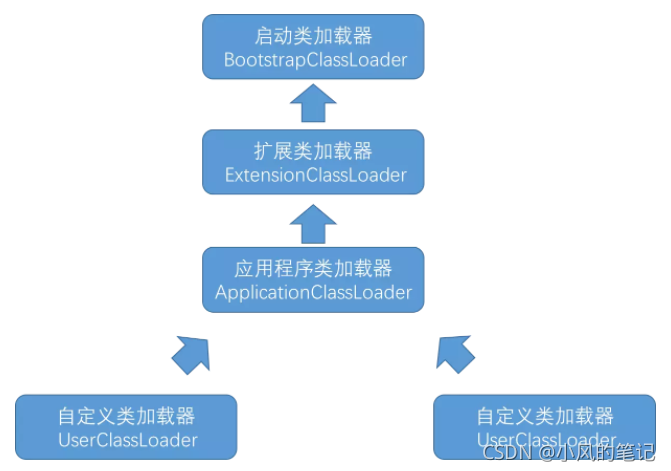 启动类加载器
BootstrapClassLoader
扩展类加载器
ExtensionClassLoader
应用程序类加载器
ApplicationClassLoader
自定义类加载器
UserClassLoader
自定义类加载器
UserClassLoader
CSDN @小风的笔记